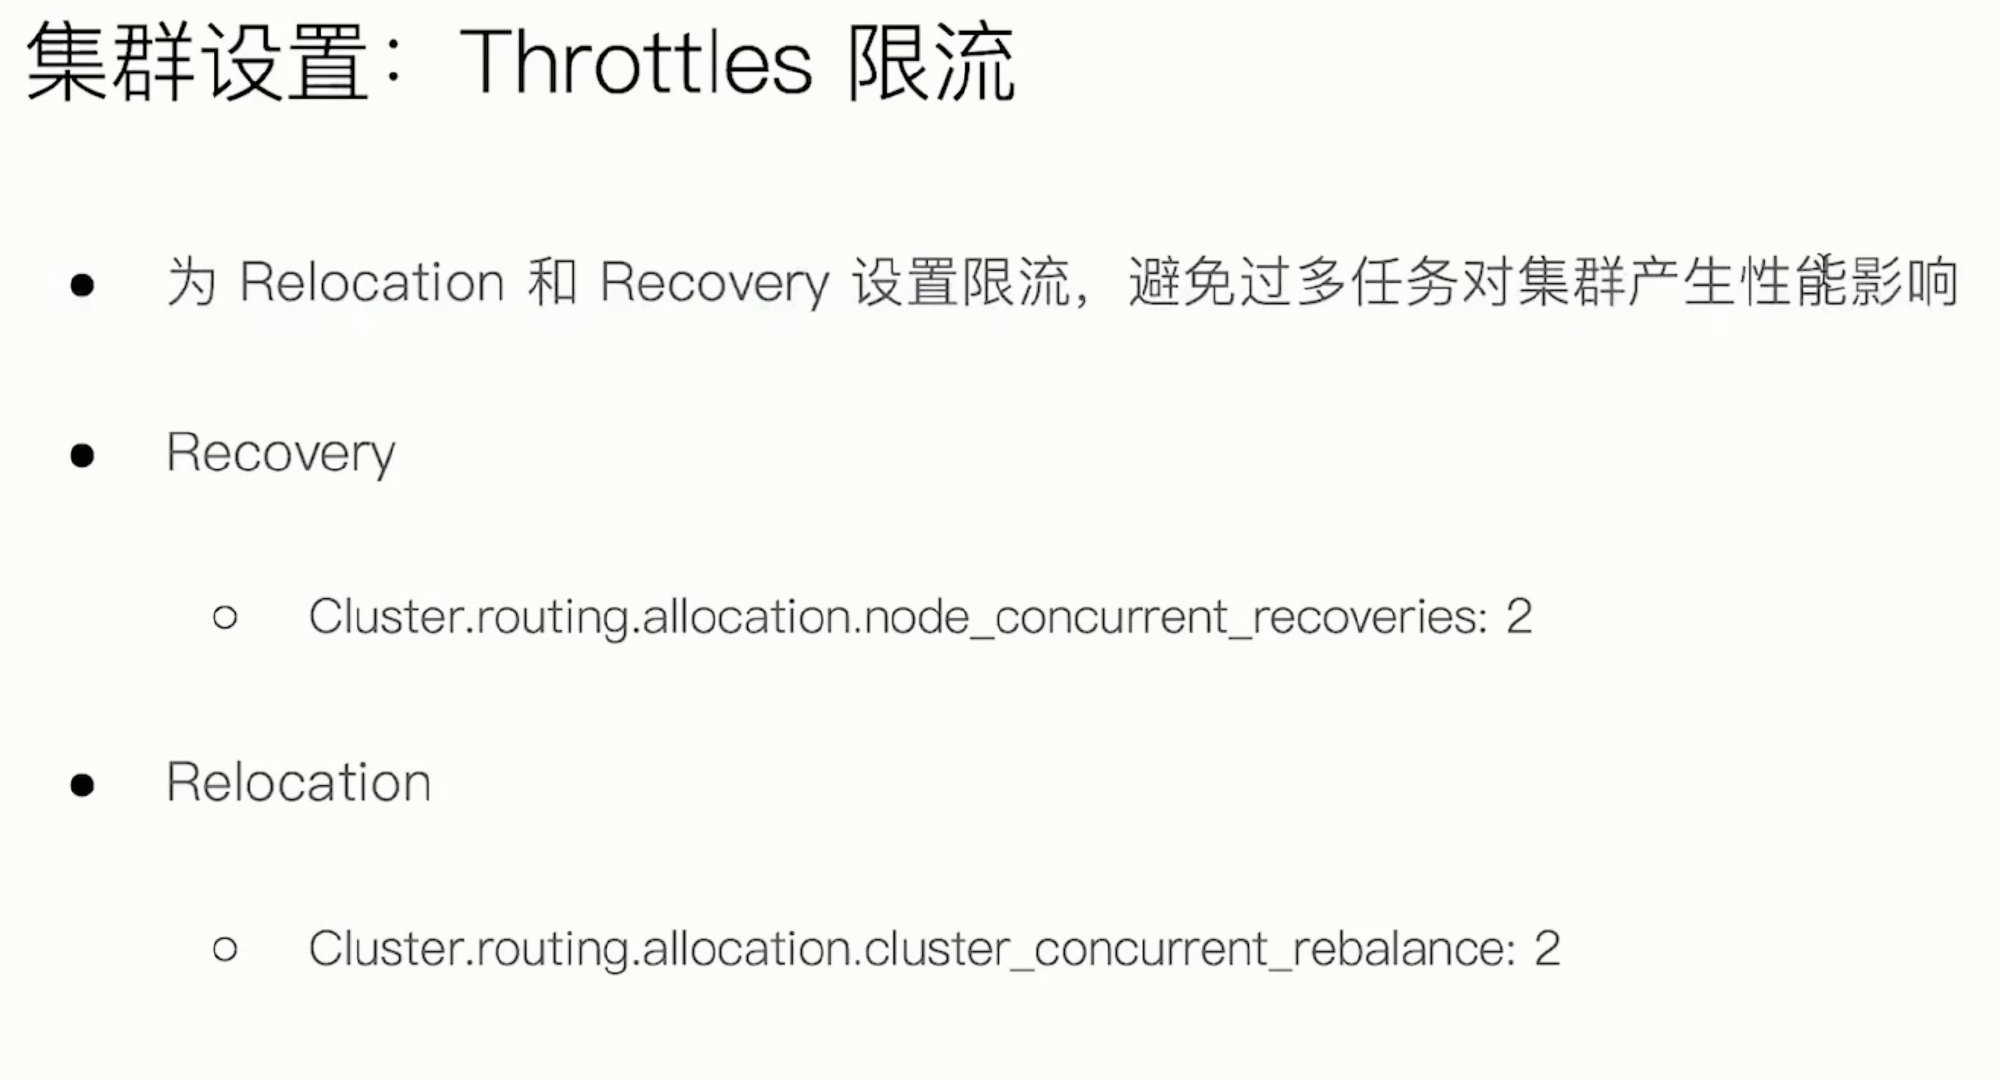 集群设置：Throttles 限流
为 Relocation 和 Recovery 设置限流，避免过多任务对集群产生性能影响
Recovery
Cluster.routing.allocation.node_concurrent_recoveries: 2
Relocation
Cluster.routing.allocation.cluster_concurrent_rebalance: 2